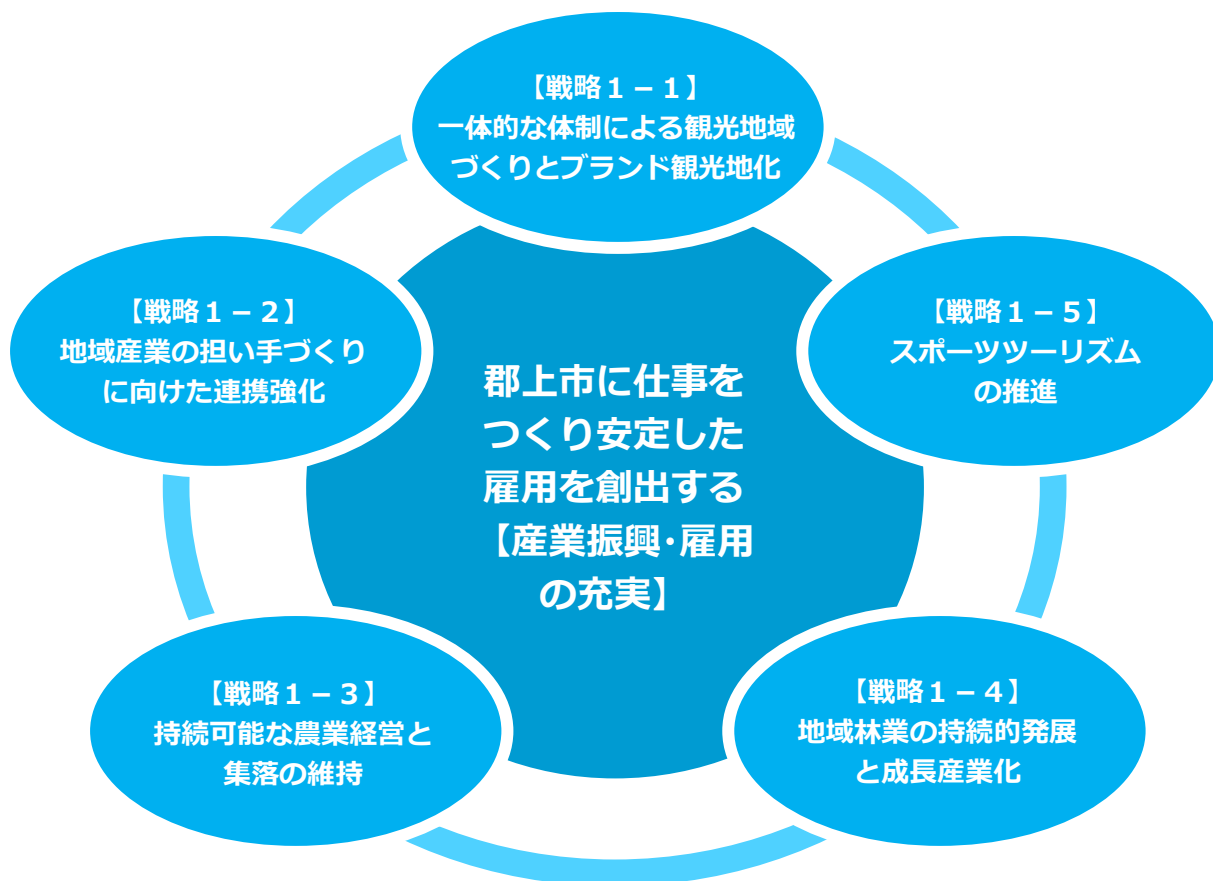 【戦略１－１】
一体的な体制による観光地域
づくりとブランド観光地化
【戦略１－２】
地域産業の担い手づくり
に向けた連携強化
【戦略１－５】
スポーツツーリズム
の推進
郡上市に仕事を
つくり安定した
雇用を創出する
【産業振興･雇用
の充実】
【戦略１－３】
持続可能な農業経営と
集落の維持
【戦略１－４】
地域林業の持続的発展
と成長産業化